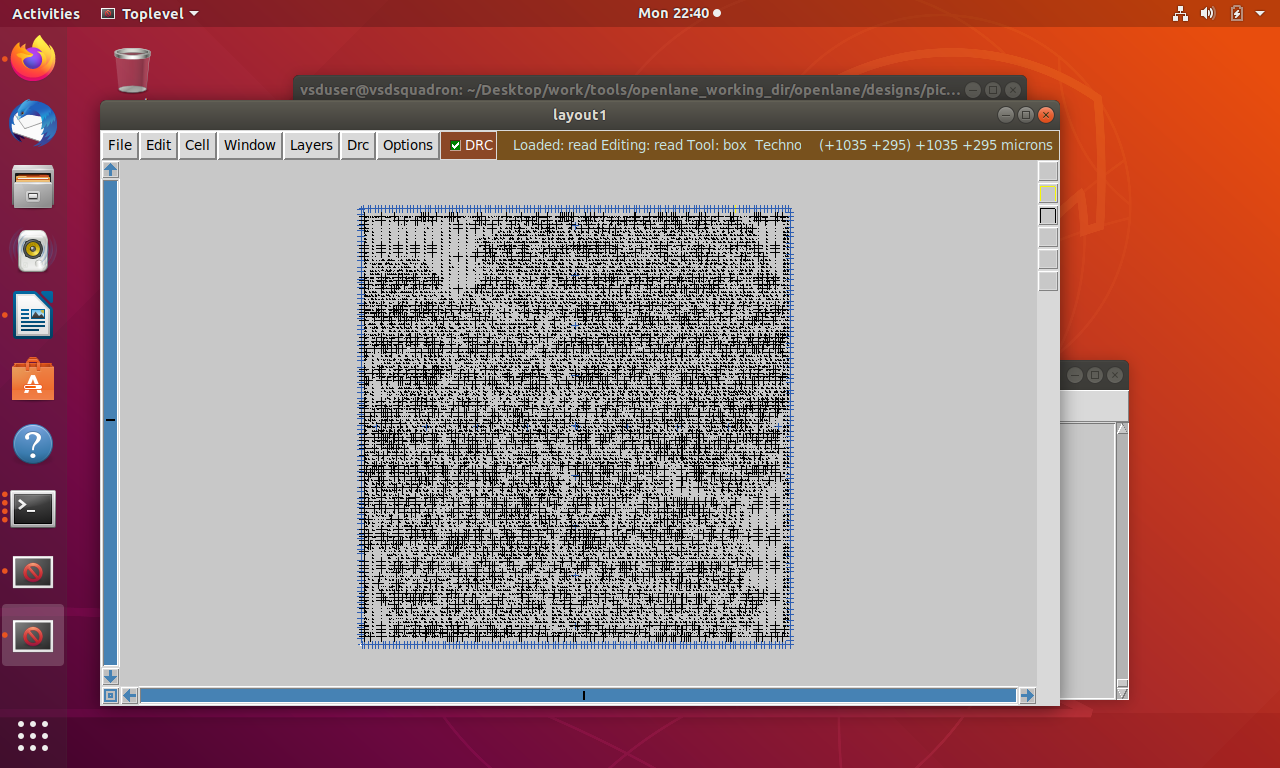 Activities Toplevel Mon 22:40
vsduser@vsdsquadron: ~/Desktop/work/tools/openlane_working_dir/openlane/designs/pic...
layout1
File Edit Cell Window Layers Drc Options DRC Loaded: read Editing: read Tool: box Techno (+1035 +295) +1035 +295 microns